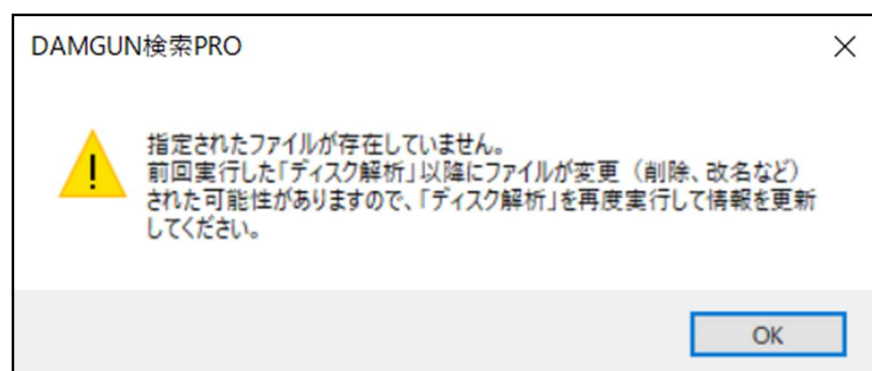 DAMGUN検索PRO
指定されたファイルが存在していません。
前回実行した「ディスク解析」以降にファイルが変更（削除、改名など）
された可能性がありますので、「ディスク解析」を再度実行して情報を更新
してください。
OK